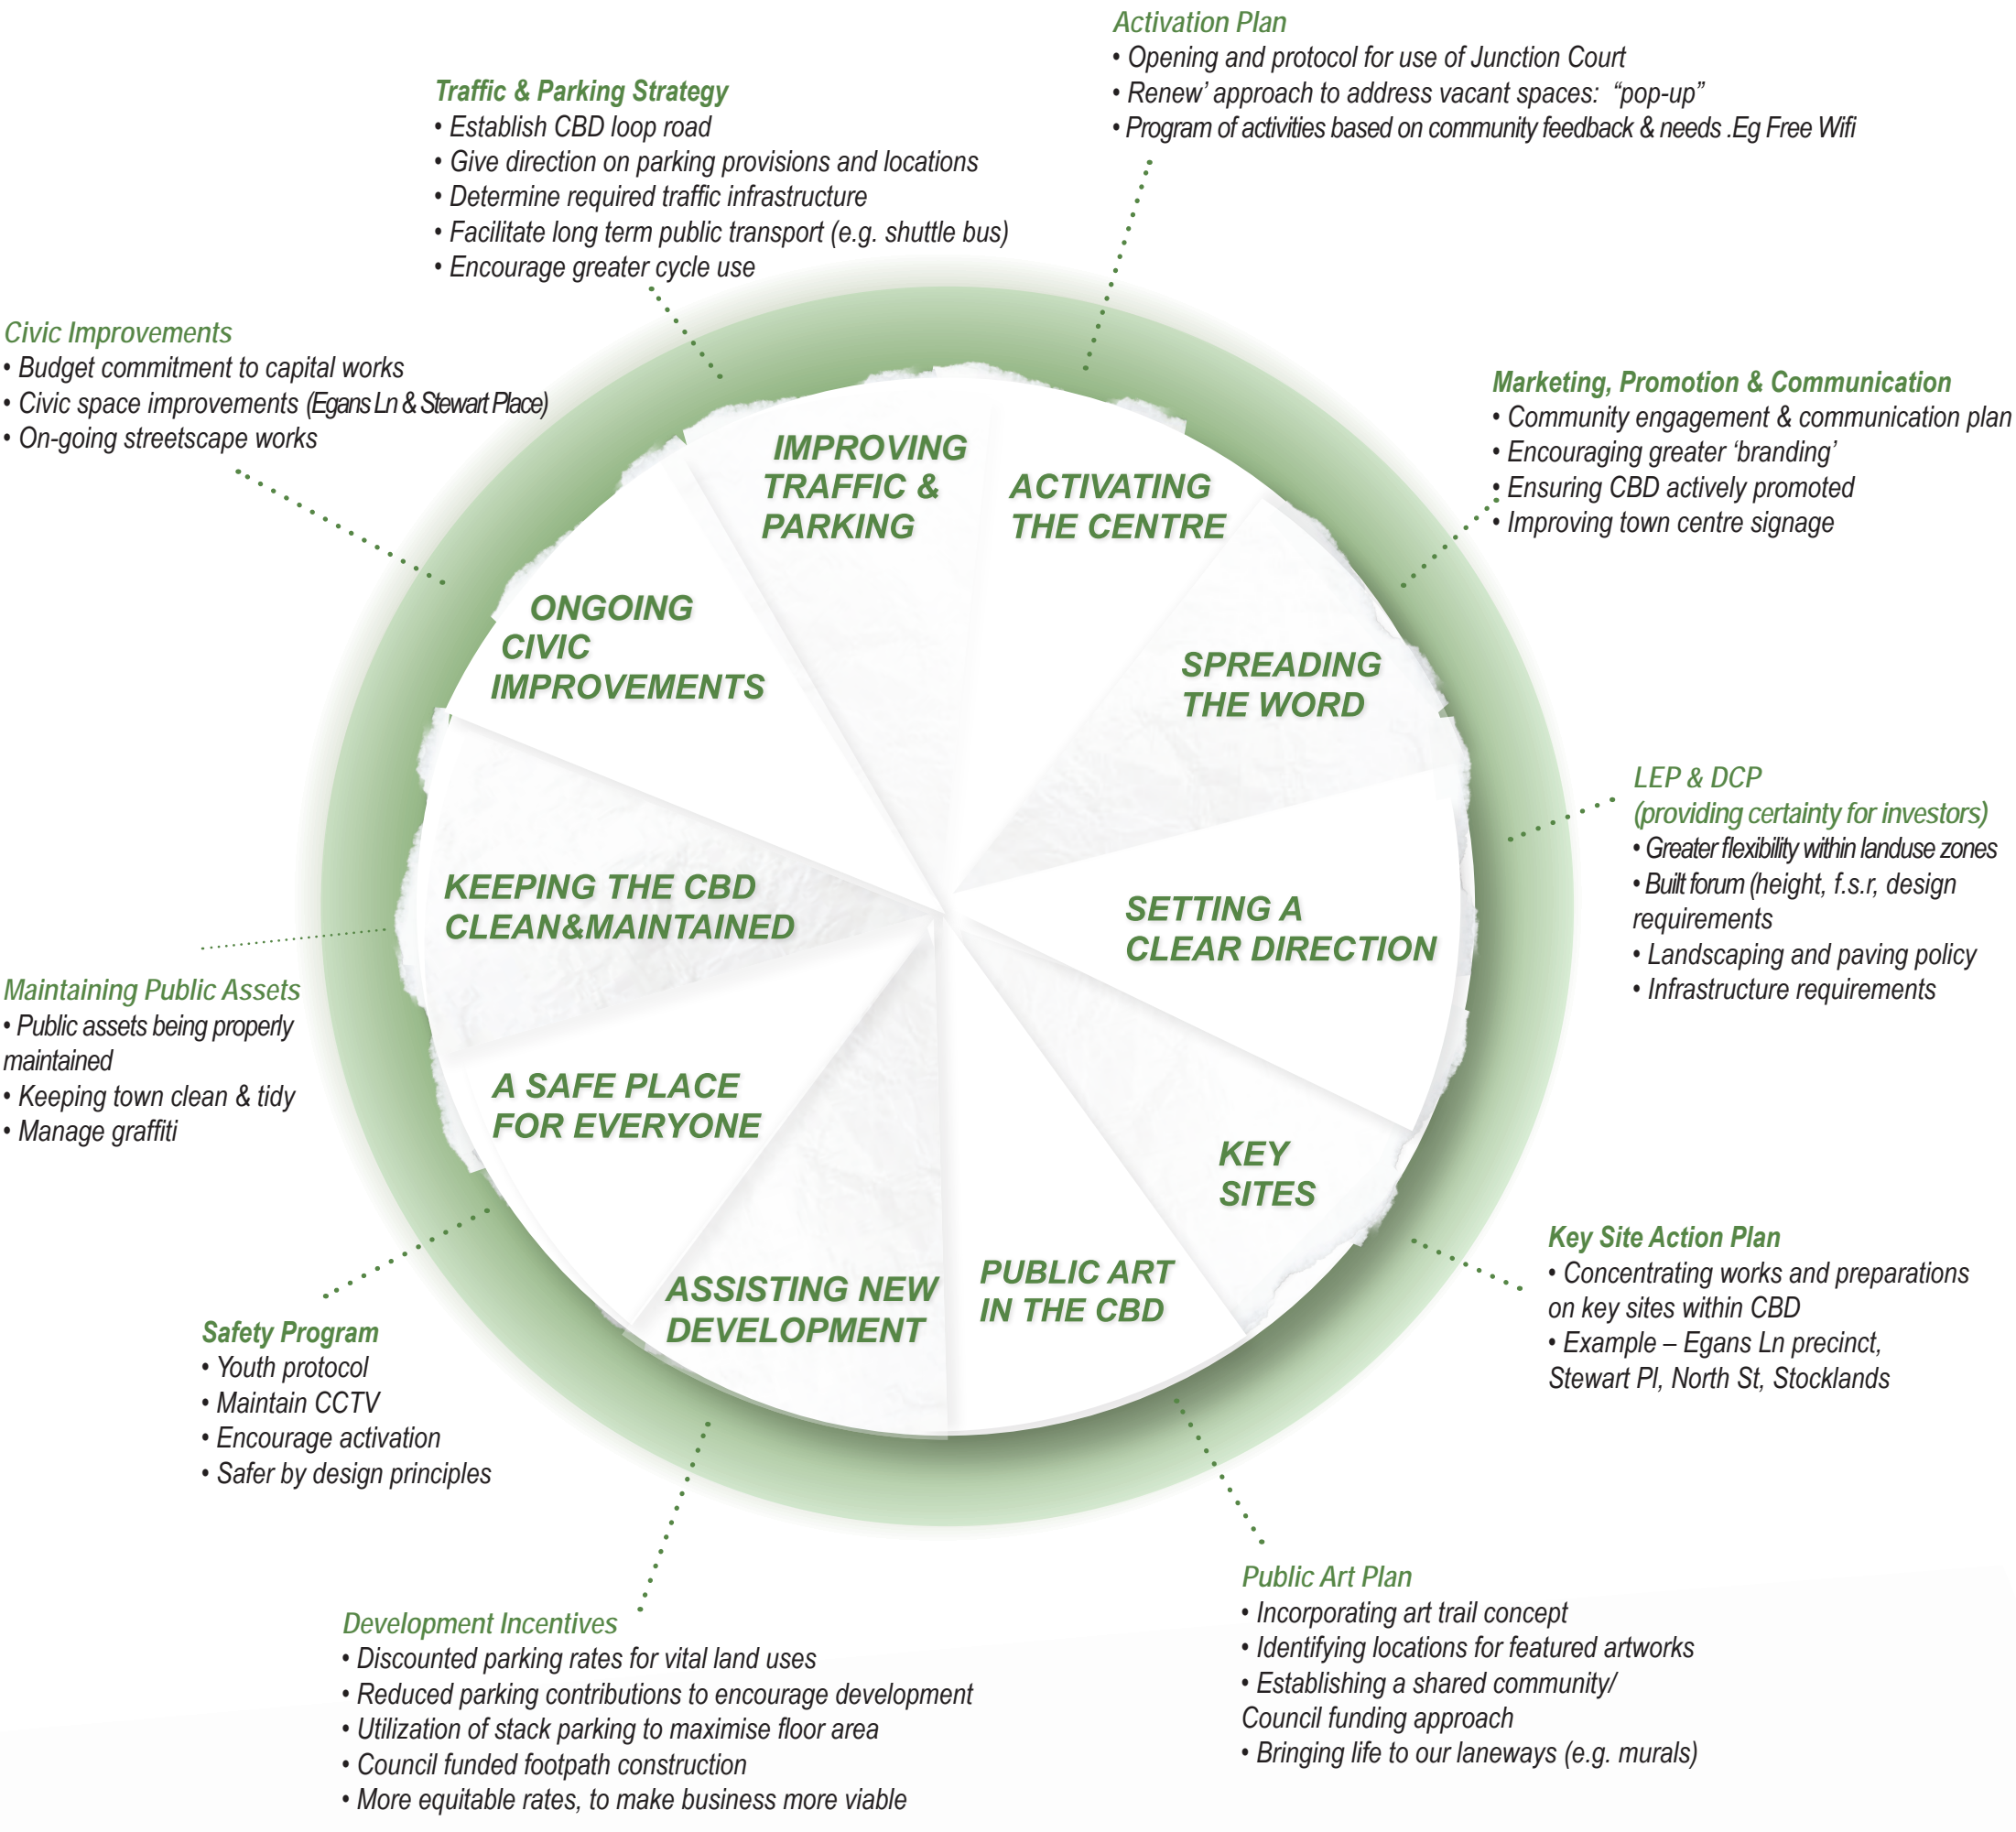 Activation Plan
• Opening and protocol for use of Junction Court
• Renew’ approach to address vacant spaces: “pop-up”
• Program of activities based on community feedback & needs .Eg Free Wifi
Traffic & Parking Strategy
• Establish CBD loop road
• Give direction on parking provisions and locations
• Determine required traffic infrastructure
• Facilitate long term public transport (e.g. shuttle bus)
• Encourage greater cycle use
Civic Improvements
• Budget commitment to capital works
• Civic space improvements (Egans Ln & Stewart Place)
• On-going streetscape works
Marketing, Promotion & Communication
• Community engagement & communication plan
• Encouraging greater ‘branding’
• Ensuring CBD actively promoted
• Improving town centre signage
IMPROVING
TRAFFIC &
PARKING
ACTIVATING
THE CENTRE
ONGOING
CIVIC
IMPROVEMENTS
SPREADING
THE WORD
LEP & DCP
(providing certainty for investors)
• Greater flexibility within landuse zones
• Built forum (height, f.s.r, design
requirements
• Landscaping and paving policy
• Infrastructure requirements
KEEPING THE CBD
CLEAN&MAINTAINED
SETTING A
CLEAR DIRECTION
Maintaining Public Assets
• Public assets being properly
maintained
• Keeping town clean & tidy
• Manage graffiti
A SAFE PLACE
FOR EVERYONE
KEY
SITES
Key Site Action Plan
• Concentrating works and preparations
on key sites within CBD
• Example – Egans Ln precinct,
Stewart Pl, North St, Stocklands
ASSISTING NEW
DEVELOPMENT
PUBLIC ART
IN THE CBD
Safety Program
• Youth protocol
• Maintain CCTV
• Encourage activation
• Safer by design principles
Public Art Plan
• Incorporating art trail concept
• Identifying locations for featured artworks
• Establishing a shared community/
Council funding approach
• Bringing life to our laneways (e.g. murals)
Development Incentives
• Discounted parking rates for vital land uses
• Reduced parking contributions to encourage development
• Utilization of stack parking to maximise floor area
• Council funded footpath construction
• More equitable rates, to make business more viable